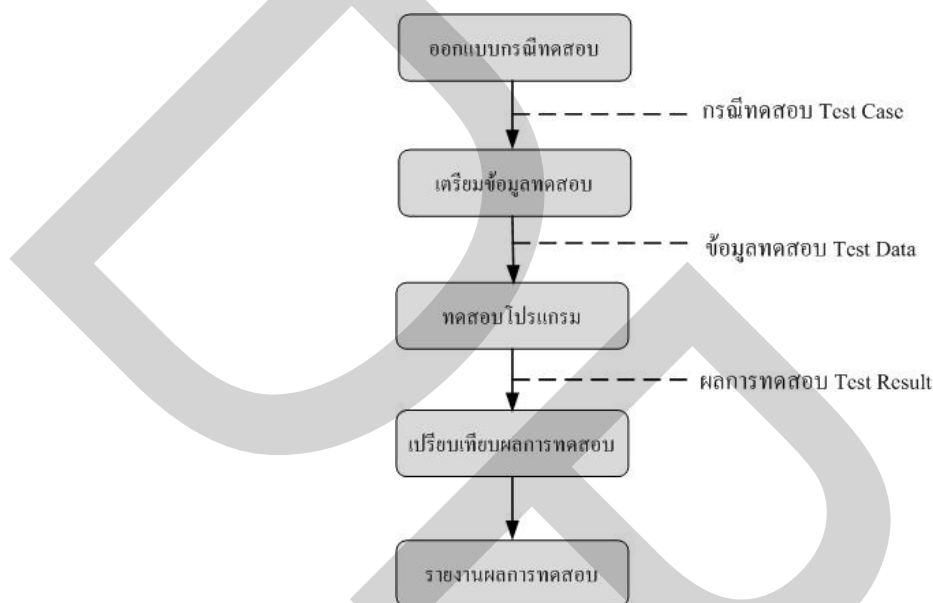 ออกแบบกรณีทดสอบ
กรณีทดสอบ Test Case
เตรียมข้อมูลทดสอบ
ข้อมูลทดสอบ Test Data
ทดสอบโปรแกรม
ผลการทดสอบ Test Result
เปรียบเทียบผลการทดสอบ
รายงานผลการทดสอบ